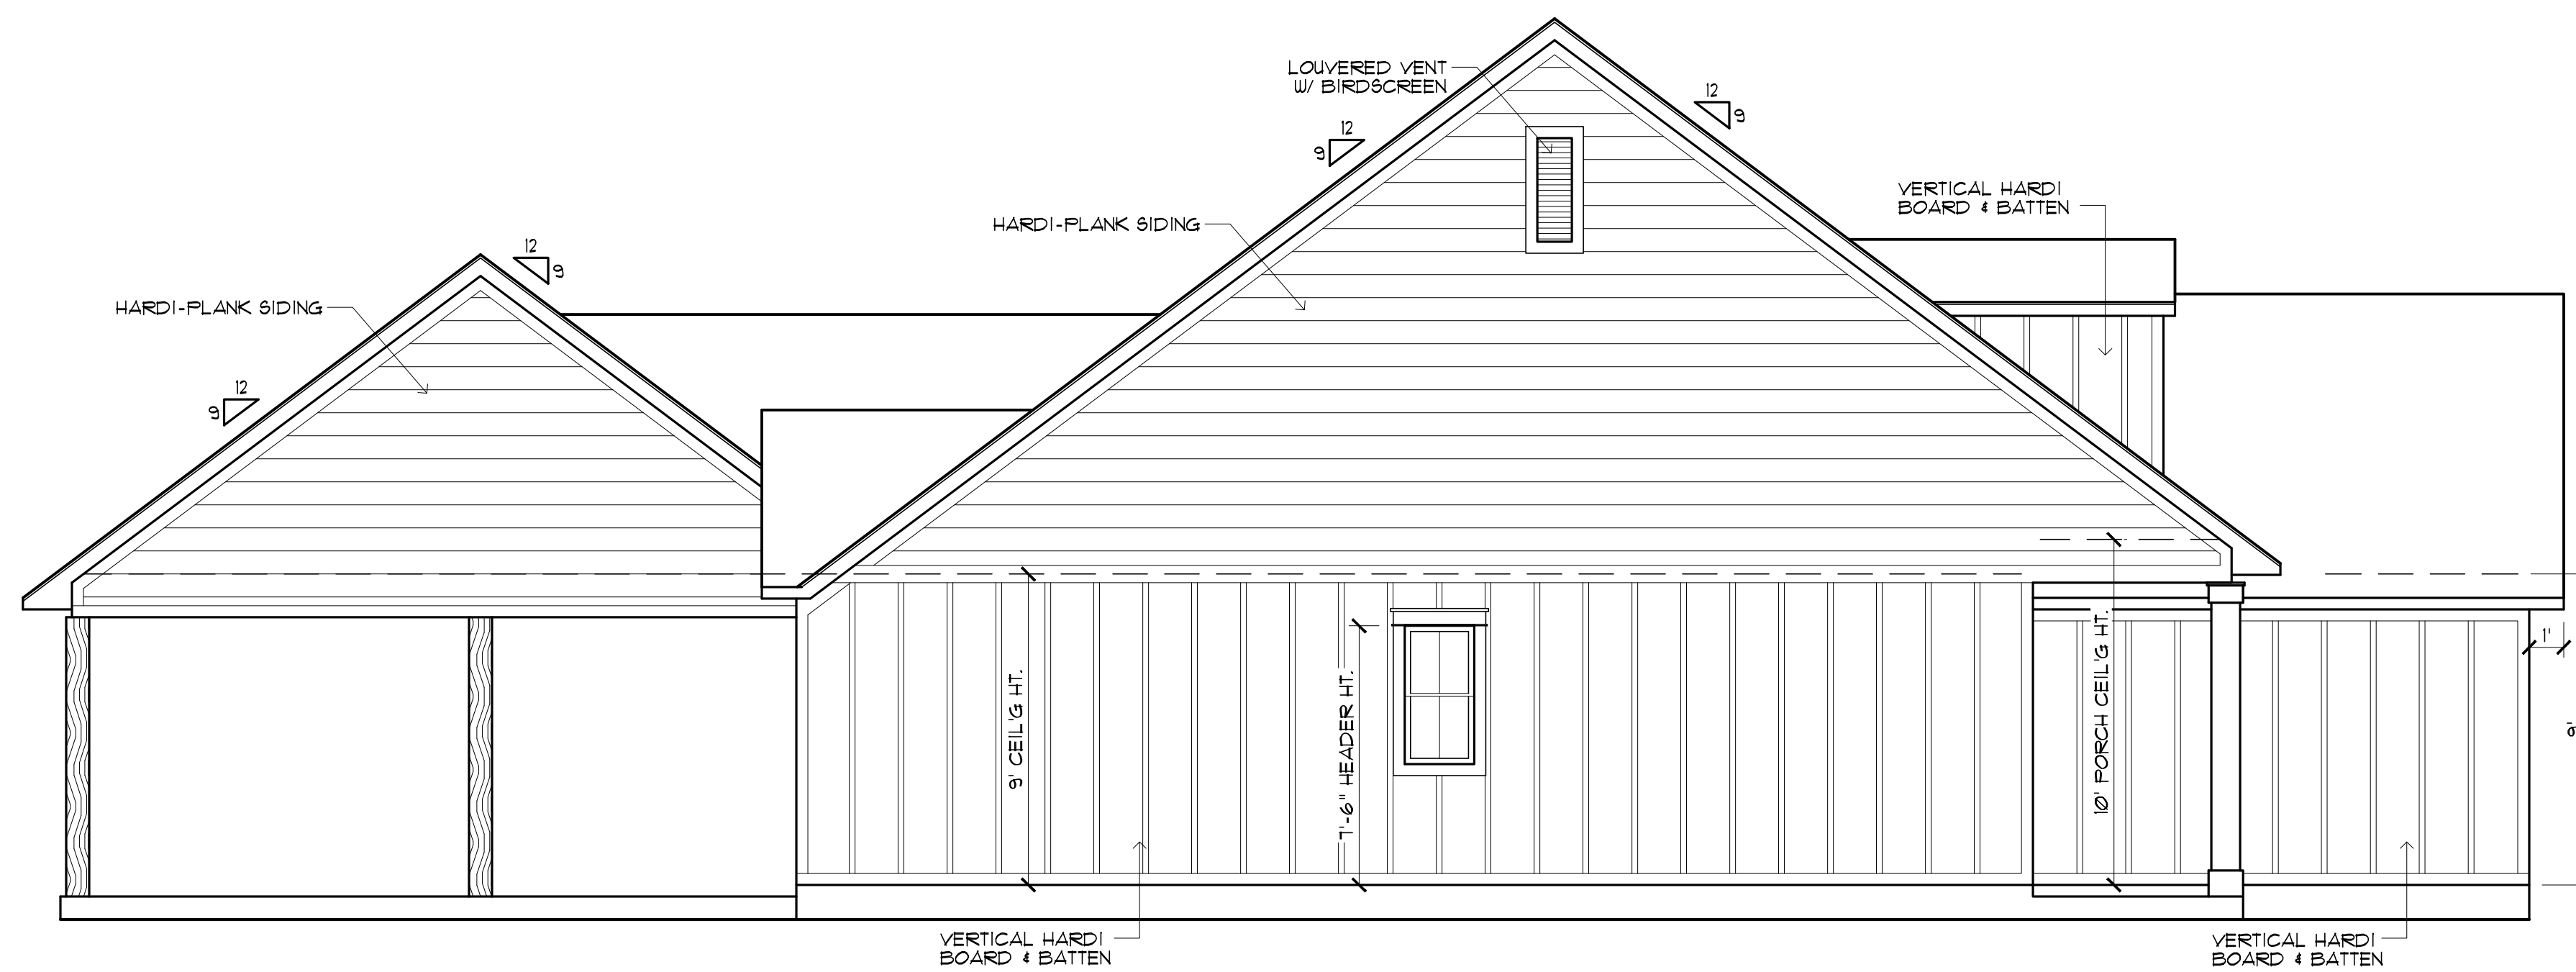 LOUVERED VENT
W/ BIRDSCREEN
12
9
12
9
VERTICAL HARDI
BOARD & BATTEN
HARDI-PLANK SIDING
12
9
HARDI-PLANK SIDING
12
9
9' CEIL'G HT.
7'-6" HEADER HT.
10' PORCH CEIL'G HT.
1'
9'
VERTICAL HARDI
BOARD & BATTEN
VERTICAL HARDI
BOARD & BATTEN